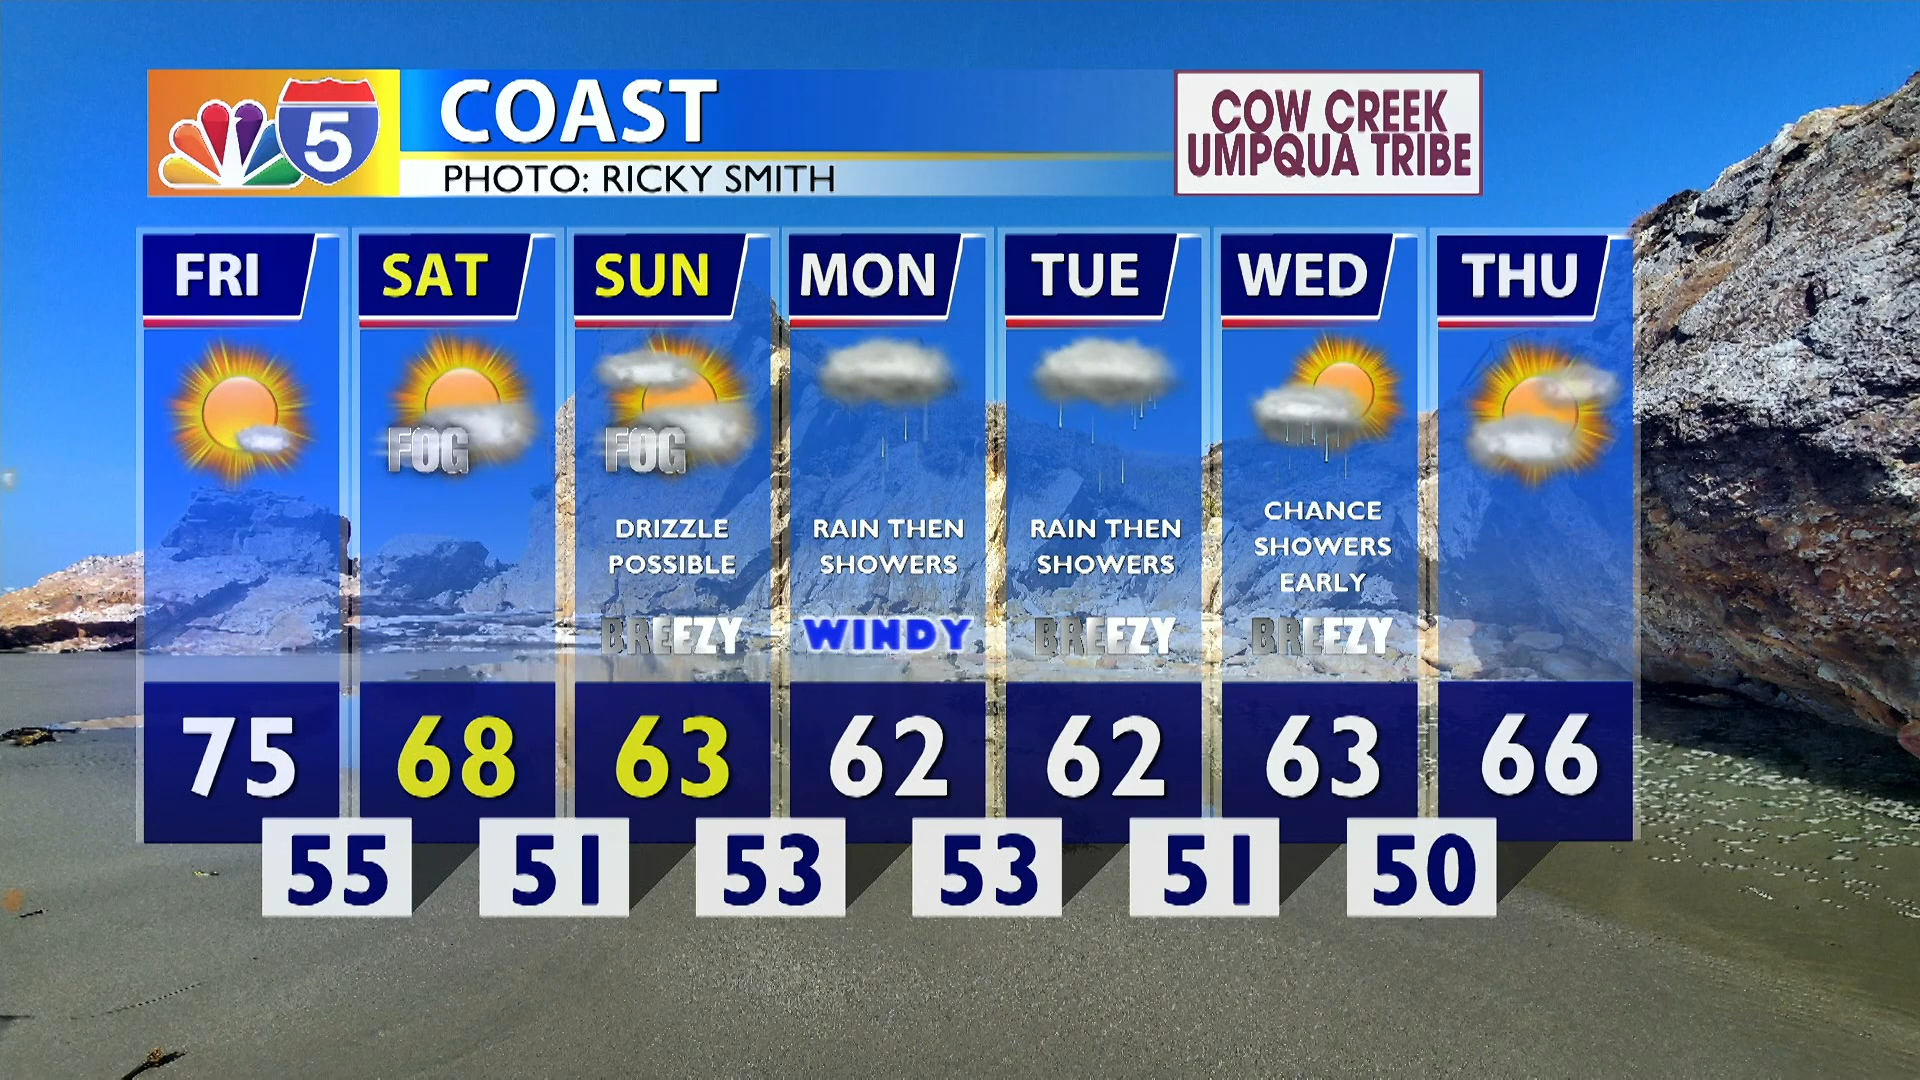 5
COAST
PHOTO: RICKY SMITH
COW CREEK
UMPQUA TRIBE
FRI
SAT
SUN
MON
TUE
WED
THU
FOG
FOG
DRIZZLE
POSSIBLE
RAIN THEN
SHOWERS
RAIN THEN
SHOWERS
CHANCE
SHOWERS
EARLY
BREEZY
WINDY
BREEZY
BREEZY
75
68
63
62
62
63
66
55
51
53
53
51
50